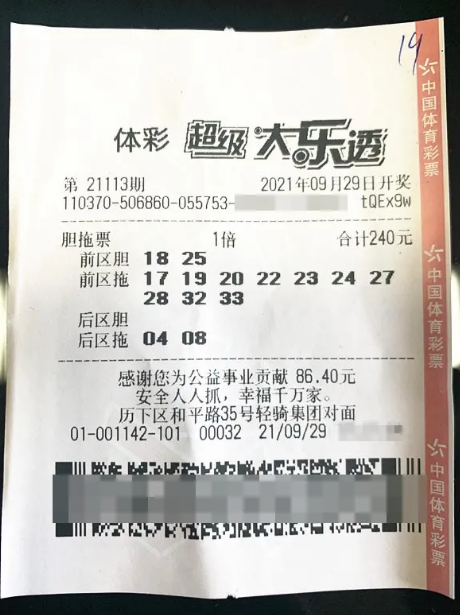 19
体彩 超级大乐透
第 21113期 2021年09月29日开奖
110370-506860-055753- tQEx9w
胆拖票 1倍 合计240元
前区胆 18 25
前区拖 17 19 20 22 23 24 27
28 32 33
后区胆
后区拖 04 08
感谢您为公益事业贡献 86.40元
安全人人抓，幸福千万家。
历下区和平路35号轻骑集团对面
01-001142-101 00032 21/09/29
中国体育彩票
中国体育彩票
中国体育彩票